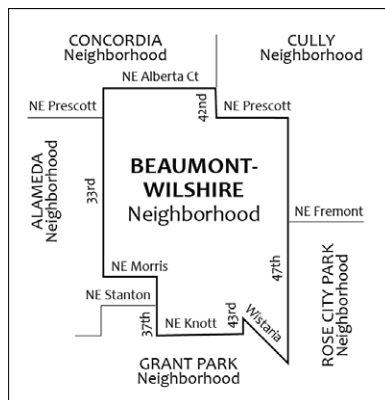 CONCORDIA
Neighborhood
CULLY
Neighborhood
NE Alberta Ct
NE Prescott
42nd
NE Prescott
ALAMEDA
Neighborhood
33rd
BEAUMONT-
WILSHIRE
Neighborhood
NE Fremont
47th
ROSE CITY PARK
Neighborhood
NE Morris
NE Stanton
37th
NE Knott
43rd
Wistaria
GRANT PARK
Neighborhood